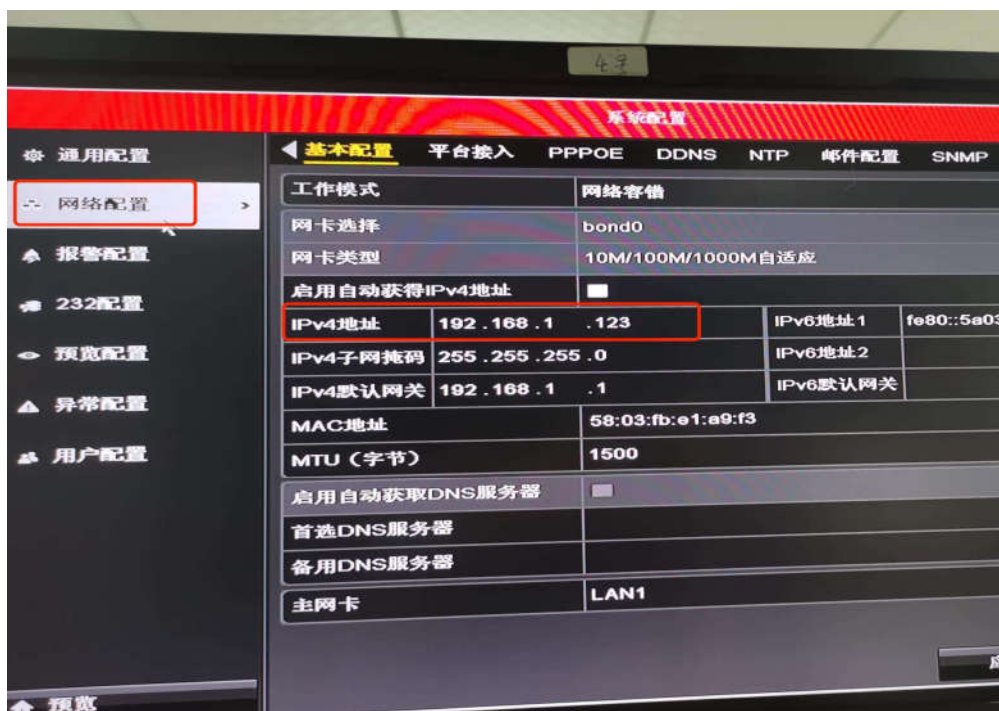 4号
系统配置
通用配置
网络配置 >
报警配置
232配置
预览配置
异常配置
用户配置
预览
基本配置 平台接入 PPPOE DDNS NTP 邮件配置 SNMP
工作模式 网络容错
网卡选择 bond0
网卡类型 10M/100M/1000M自适应
启用自动获得IPv4地址
IPv4地址 192.168.1.123 IPv6地址1 fe80::5a03
IPv4子网掩码 255.255.255.0 IPv6地址2
IPv4默认网关 192.168.1.1 IPv6默认网关
MAC地址 58:03:fb:e1:a9:f3
MTU（字节） 1500
启用自动获取DNS服务器
首选DNS服务器
备用DNS服务器
主网卡 LAN1